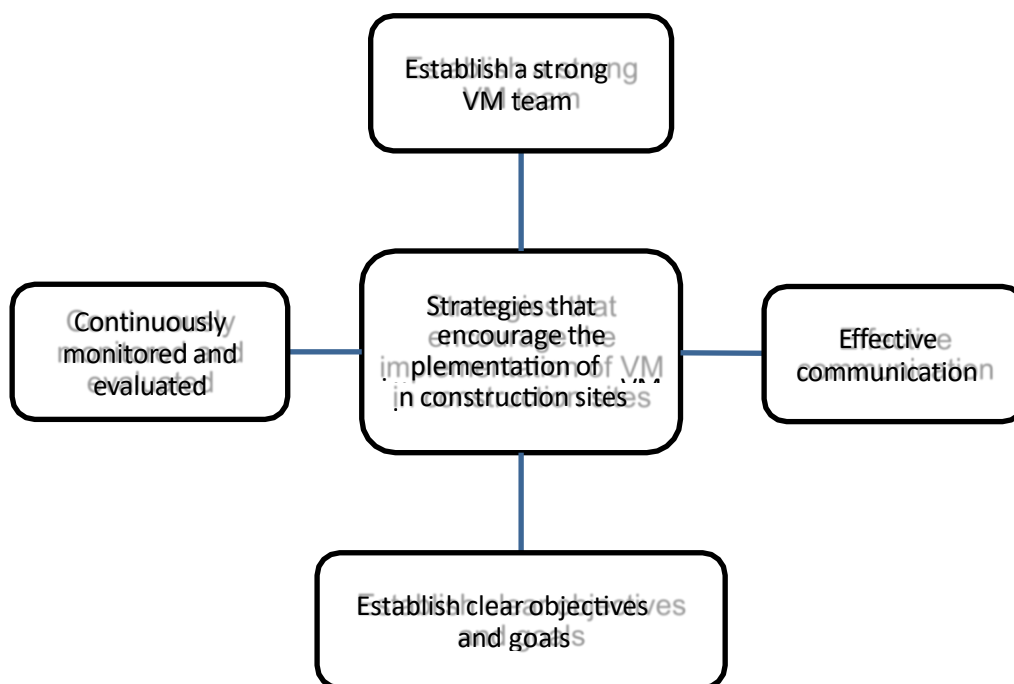 Establish a strong
VM team
Continuously
monitored and
evaluated
Strategies that
encourage the
implementation of VM
in construction sites
Effective
communication
Establish clear objectives
and goals